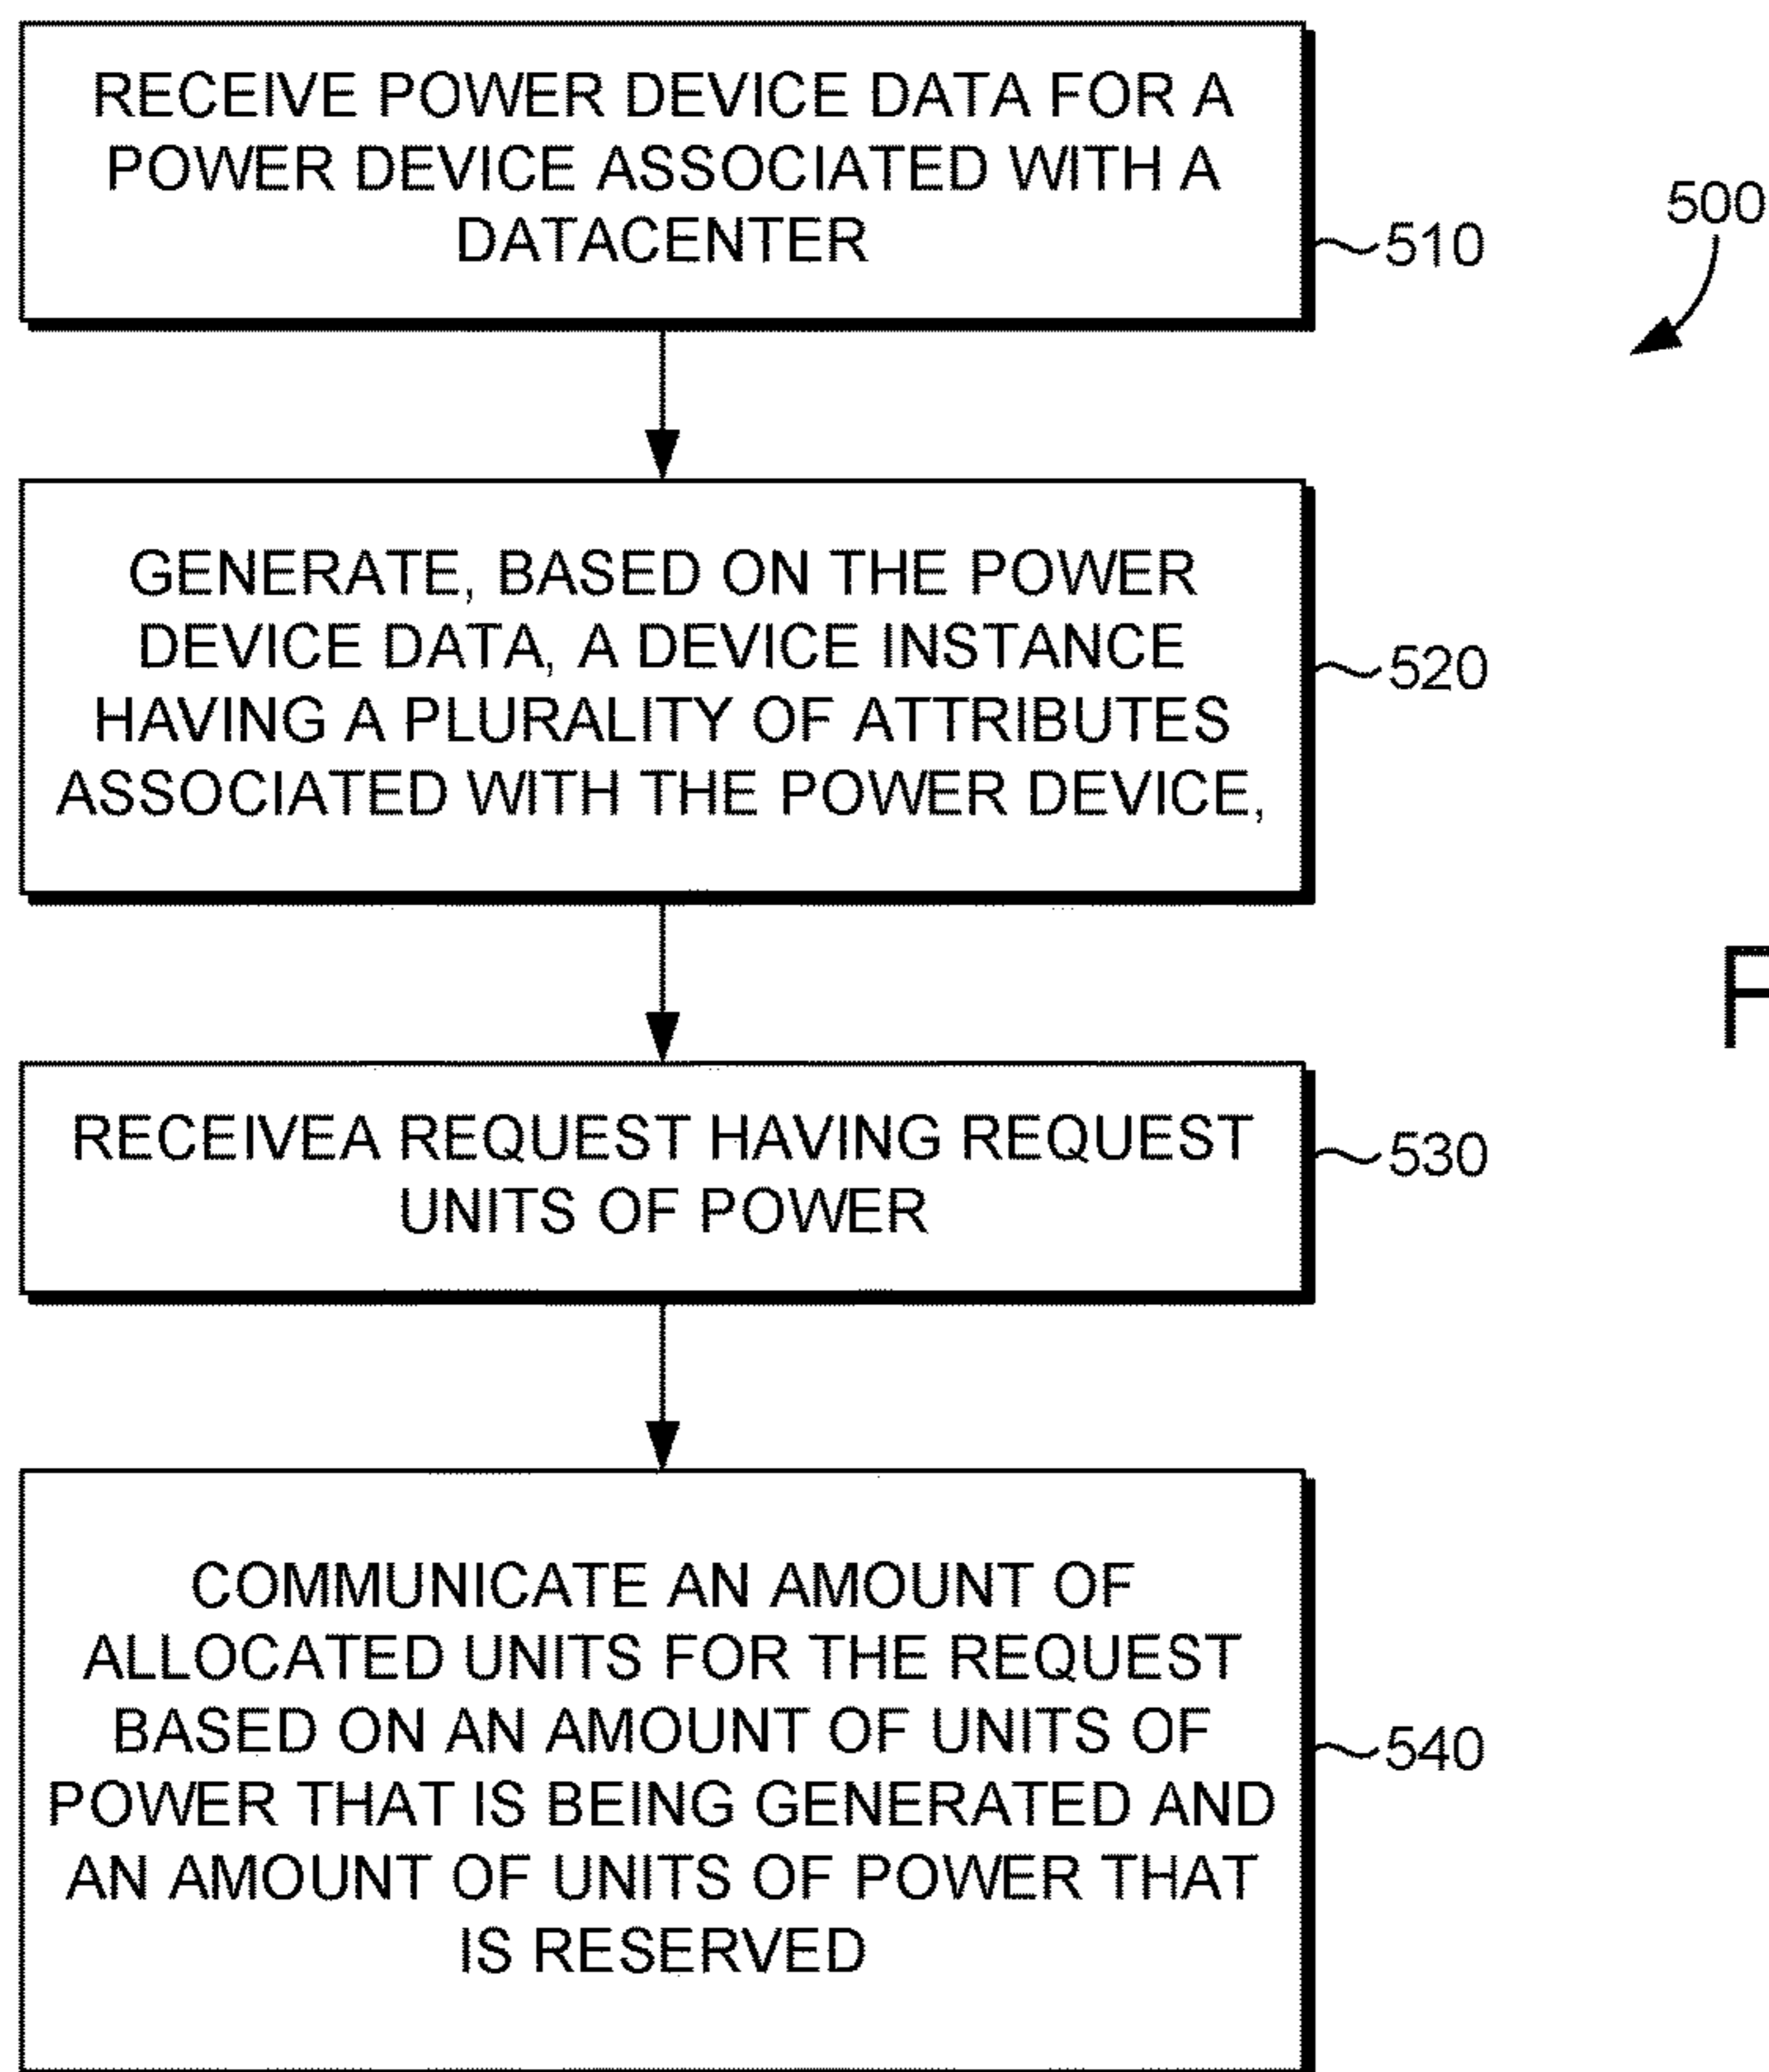 RECEIVE POWER DEVICE DATA FOR A
POWER DEVICE ASSOCIATED WITH A
DATACENTER
510
500
GENERATE, BASED ON THE POWER
DEVICE DATA, A DEVICE INSTANCE
HAVING A PLURALITY OF ATTRIBUTES
ASSOCIATED WITH THE POWER DEVICE,
520
F
RECEIVEA REQUEST HAVING REQUEST
UNITS OF POWER
530
COMMUNICATE AN AMOUNT OF
ALLOCATED UNITS FOR THE REQUEST
BASED ON AN AMOUNT OF UNITS OF
POWER THAT IS BEING GENERATED AND
AN AMOUNT OF UNITS OF POWER THAT
IS RESERVED
540